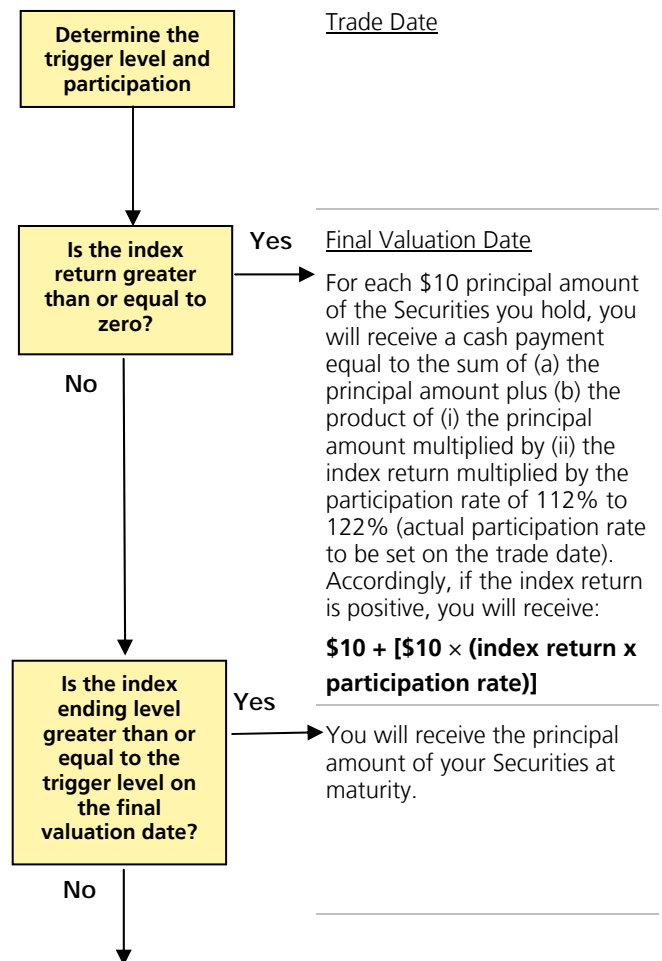 Determine the
trigger level and
participation
Trade Date
Is the index
return greater
than or equal to
zero?
Yes
No
Final Valuation Date
For each $10 principal amount
of the Securities you hold, you
will receive a cash payment
equal to the sum of (a) the
principal amount plus (b) the
product of (i) the principal
amount multiplied by (ii) the
index return multiplied by the
participation rate of 112% to
122% (actual participation rate
to be set on the trade date).
Accordingly, if the index return
is positive, you will receive:
$10 + [$10 × (index return x
participation rate)]
Is the index
ending level
greater than or
equal to the
trigger level on
the final
valuation date?
Yes
No
You will receive the principal
amount of your Securities at
maturity.